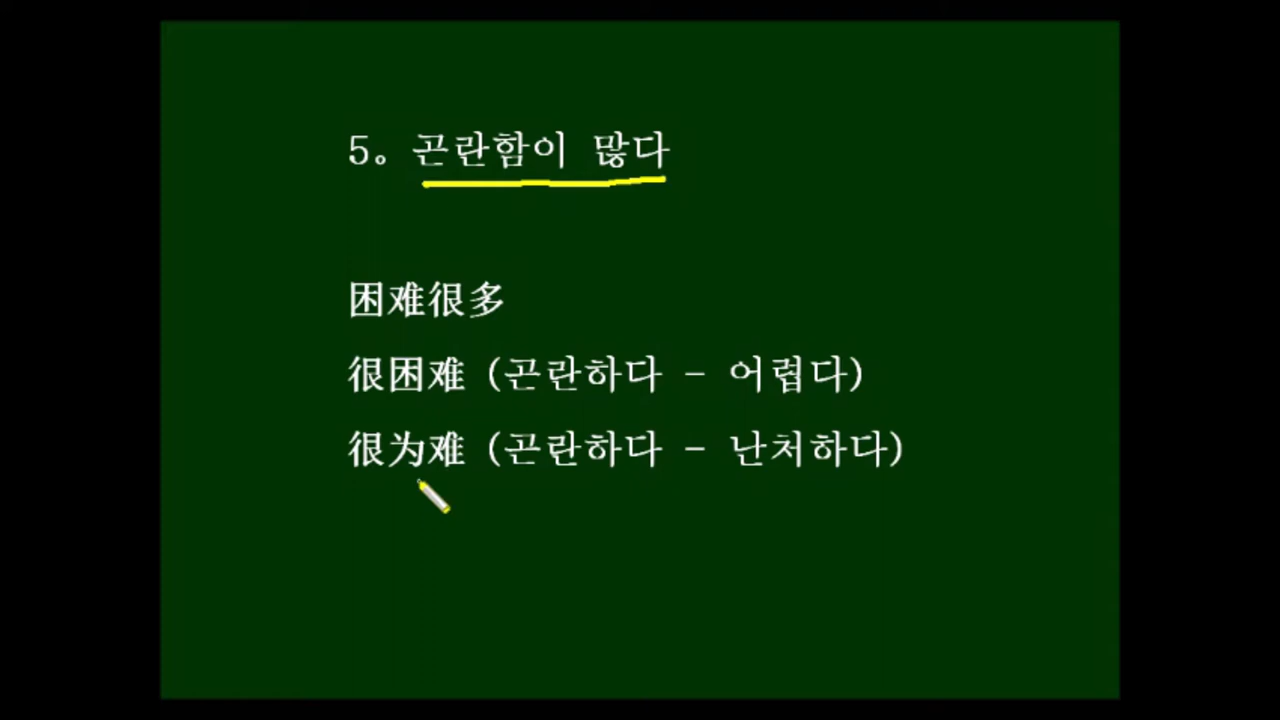 5。곤란함이 많다
困难很多
很困难 (곤란하다 - 어렵다)
很为难 (곤란하다 - 난처하다)